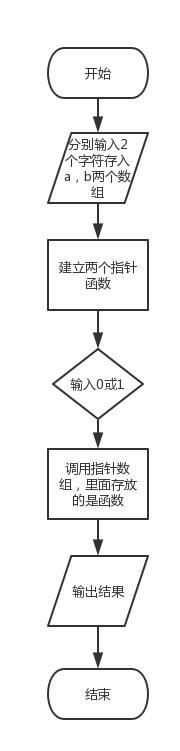 开始
分别输入2
个字符存入
a，b两个数
组
建立两个指针
函数
输入0或1
调用指针数
组，里面存放
的是函数
输出结果
结束